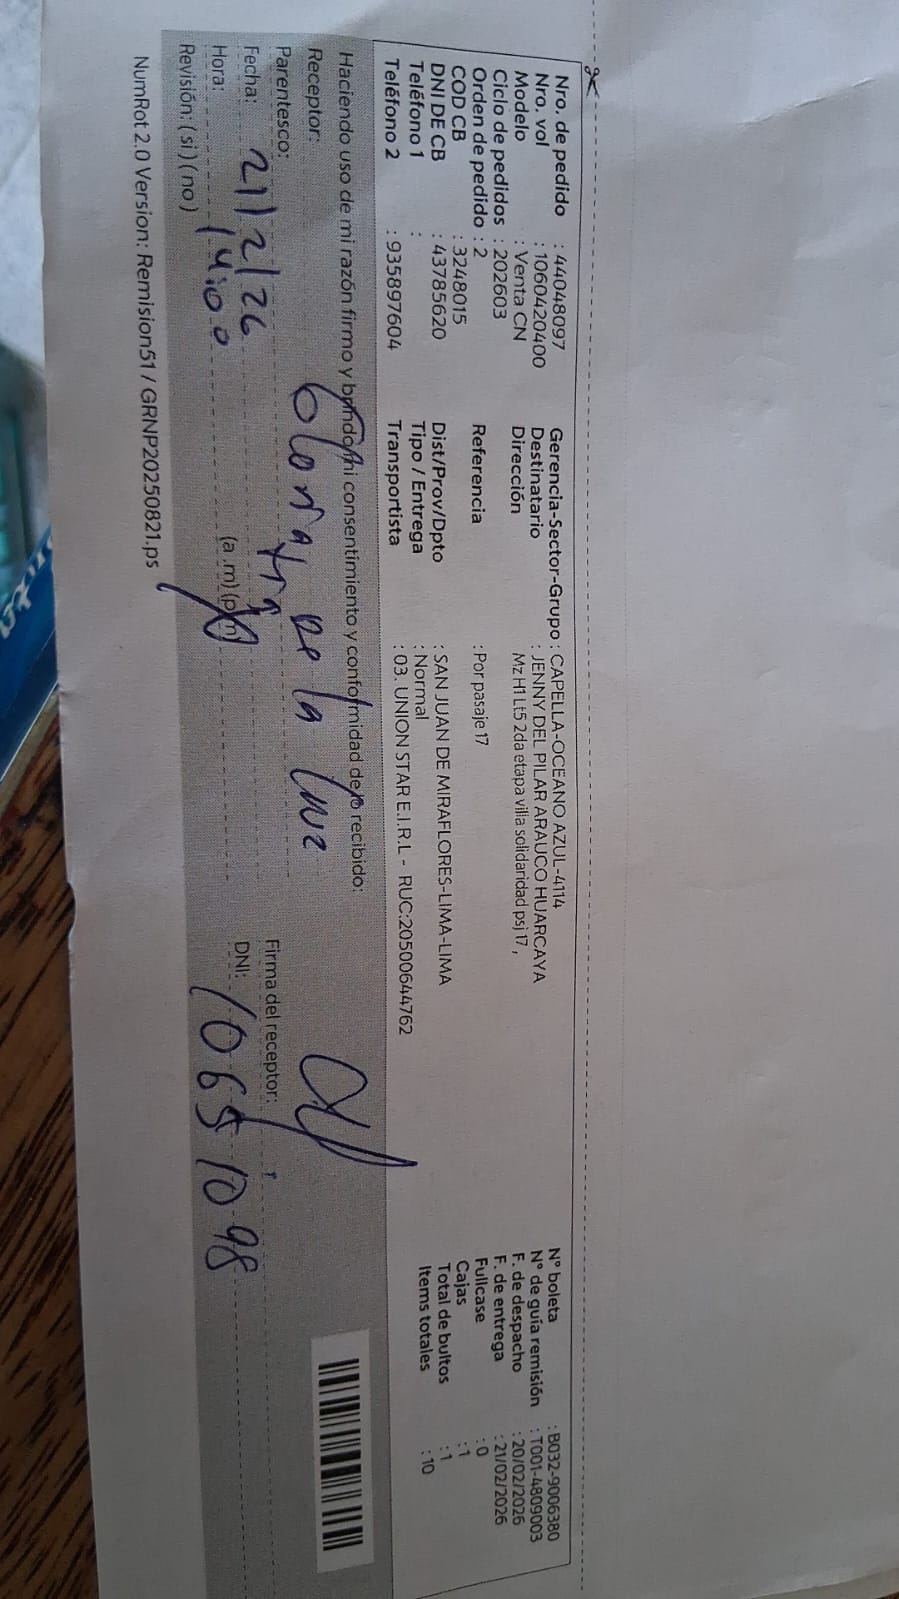 Nro. de pedido : 44048097
Nro. vol : 1060420400
Modelo : Venta CN
Ciclo de pedidos : 202603
Orden de pedido : 2
COD CB : 3248015
DNI DE CB : 43785620
Teléfono 1 :
Teléfono 2 : 935897604
Gerencia-Sector-Grupo : CAPELLA-OCEANO AZUL-4114
Destinatario : JENNY DEL PILAR ARAUCO HUARCAYA
Dirección Mz H1 Lt5 2da etapa villa solidaridad psj 17,
Referencia : Por pasaje 17
Dist/Prov/Dpto : SAN JUAN DE MIRAFLORES-LIMA-LIMA
Tipo / Entrega : Normal
Transportista : 03. UNION STAR E.I.R.L - RUC:20500644762
N° boleta : B032-9006380
N° de guía remisión : T001-4809003
F. de despacho : 20/02/2026
F. de entrega : 21/02/2026
Fullcase : 0
Cajas : 1
Total de bultos : 1
Items totales : 10
Haciendo uso de mi razón firmo y brindo mi consentimiento y conformidad de lo recibido:
Receptor: de la luz
Parentesco:
Fecha: 21/2/26
Hora: 14:00 (a.m) (p.m)
Revisión: ( si ) ( no )
Firma del receptor:
DNI: 10651098
NumRot 2.0 Version: Remision51 / GRNP20250821.ps